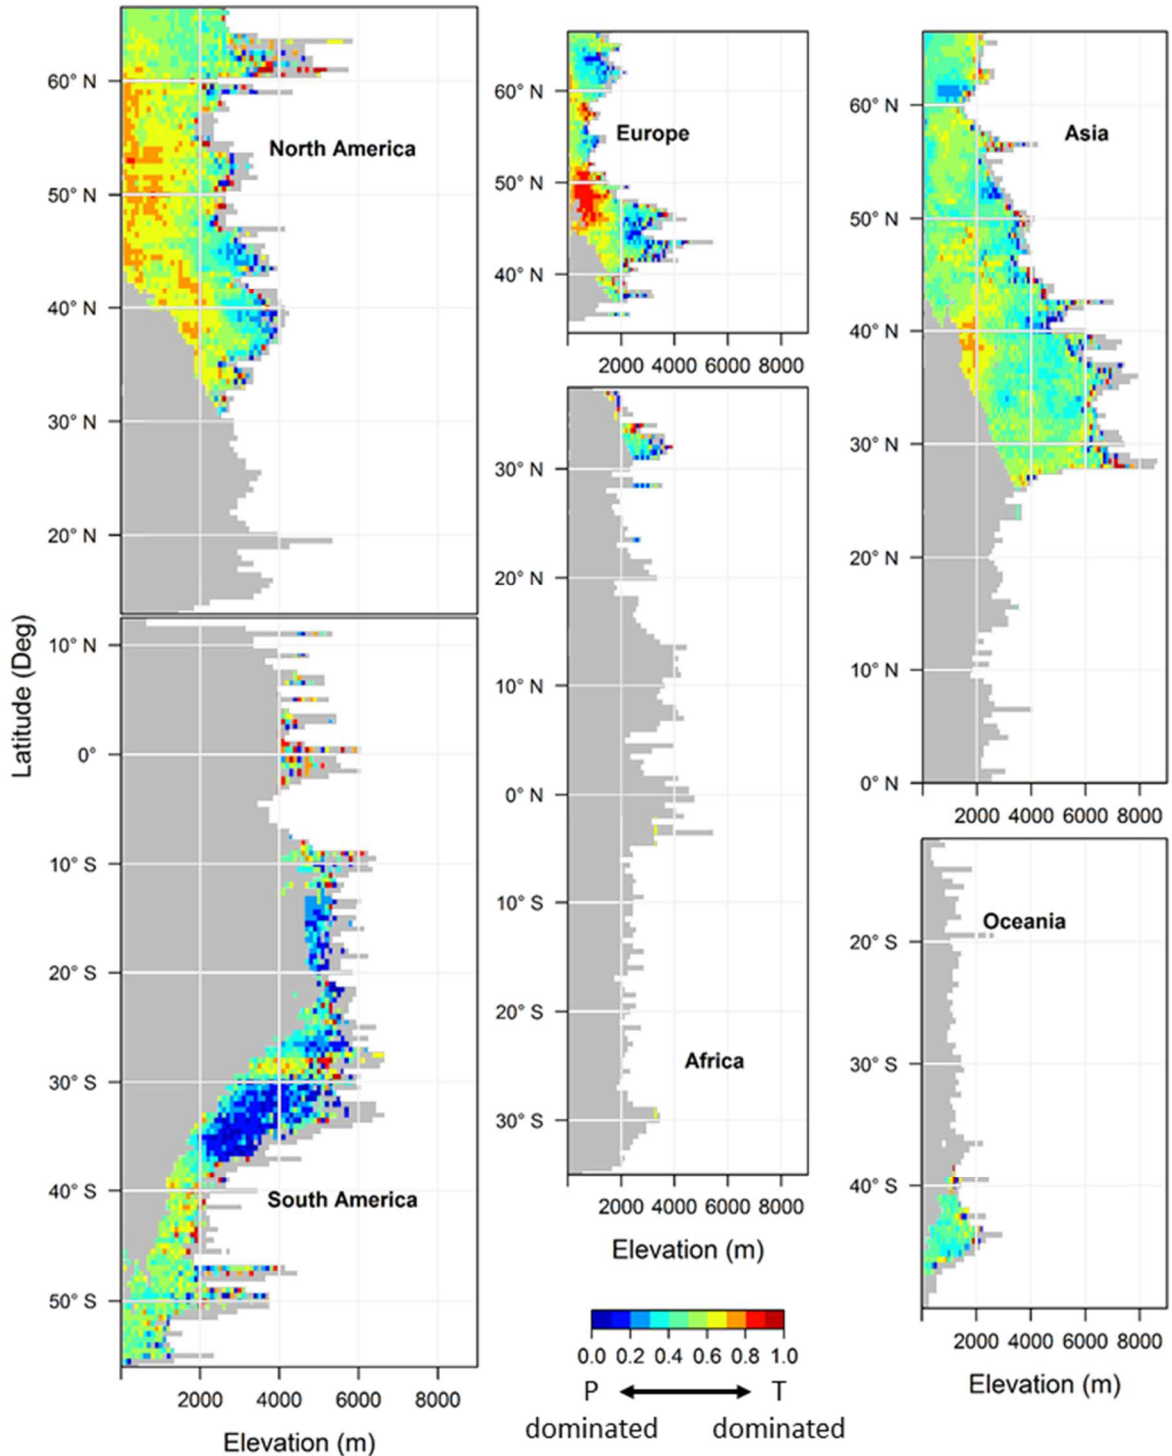 Latitude (Deg)
North America
60° N
50° N
40° N
30° N
20° N
South America
10° N
0°
10° S
20° S
30° S
40° S
50° S
2000 4000 6000 8000
Elevation (m)
Europe
60° N
50° N
40° N
2000 4000 6000 8000
Africa
30° N
20° N
10° N
0° N
10° S
20° S
30° S
2000 4000 6000 8000
Elevation (m)
0.0 0.2 0.4 0.6 0.8 1.0
P T
dominated dominated
Asia
60° N
50° N
40° N
30° N
20° N
10° N
0° N
2000 4000 6000 8000
Oceania
20° S
30° S
40° S
2000 4000 6000 8000
Elevation (m)